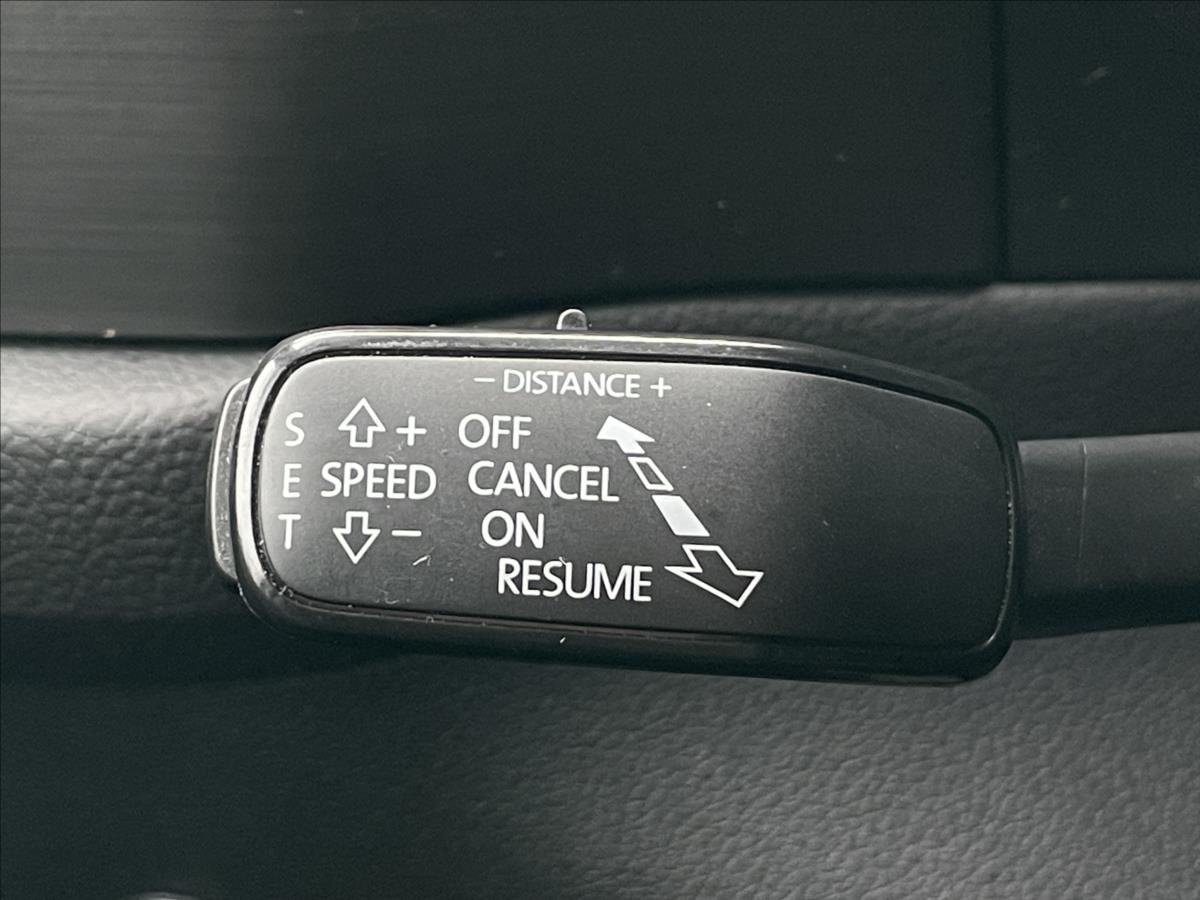 − DISTANCE +
S + OFF
E SPEED CANCEL
T − ON
RESUME